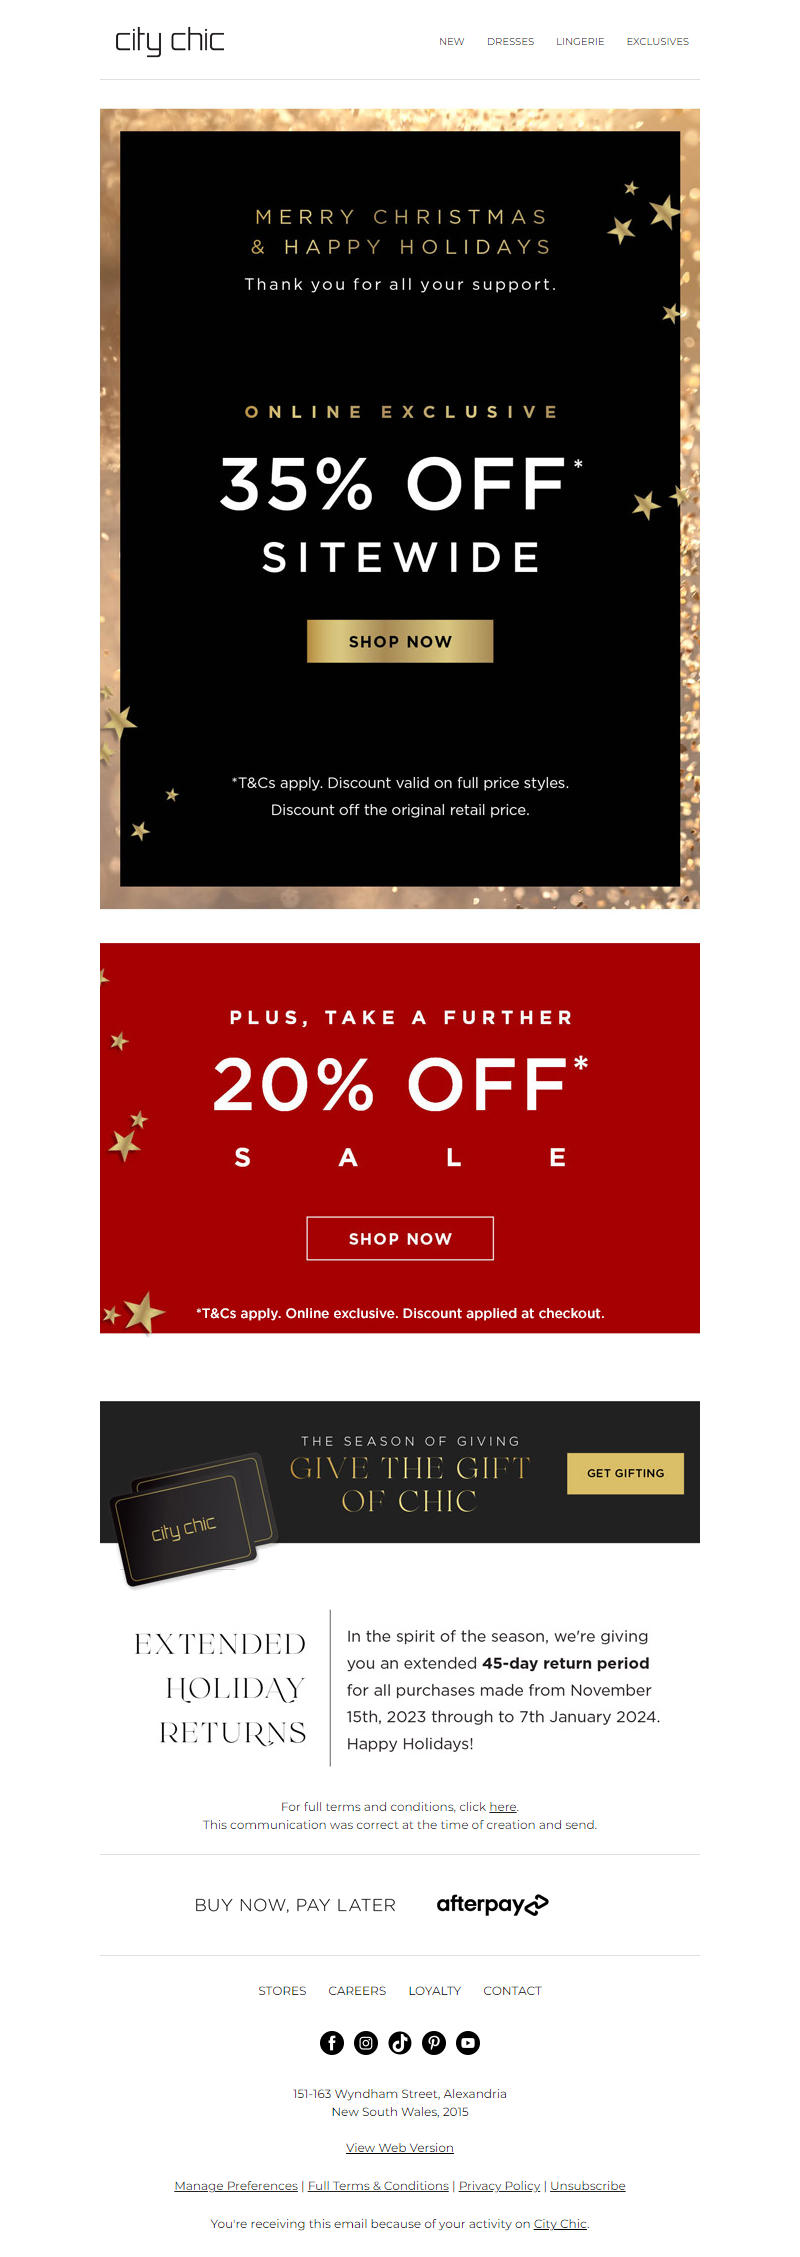 city chic
NEW DRESSES LINGERIE EXCLUSIVES
MERRY CHRISTMAS
& HAPPY HOLIDAYS
Thank you for all your support.
ONLINE EXCLUSIVE
35% OFF*
SITEWIDE
SHOP NOW
*T&Cs apply. Discount valid on full price styles.
Discount off the original retail price.
PLUS, TAKE A FURTHER
20% OFF*
SALE
SHOP NOW
*T&Cs apply. Online exclusive. Discount applied at checkout.
THE SEASON OF GIVING
GIVE THE GIFT
OF CHIC
GET GIFTING
city chic
EXTENDED
HOLIDAY
RETURNS
In the spirit of the season, we're giving
you an extended 45-day return period
for all purchases made from November
15th, 2023 through to 7th January 2024.
Happy Holidays!
For full terms and conditions, click here.
This communication was correct at the time of creation and send.
BUY NOW, PAY LATER afterpay
STORES CAREERS LOYALTY CONTACT
151-163 Wyndham Street, Alexandria
New South Wales, 2015
View Web Version
Manage Preferences | Full Terms & Conditions | Privacy Policy | Unsubscribe
You're receiving this email because of your activity on City Chic.